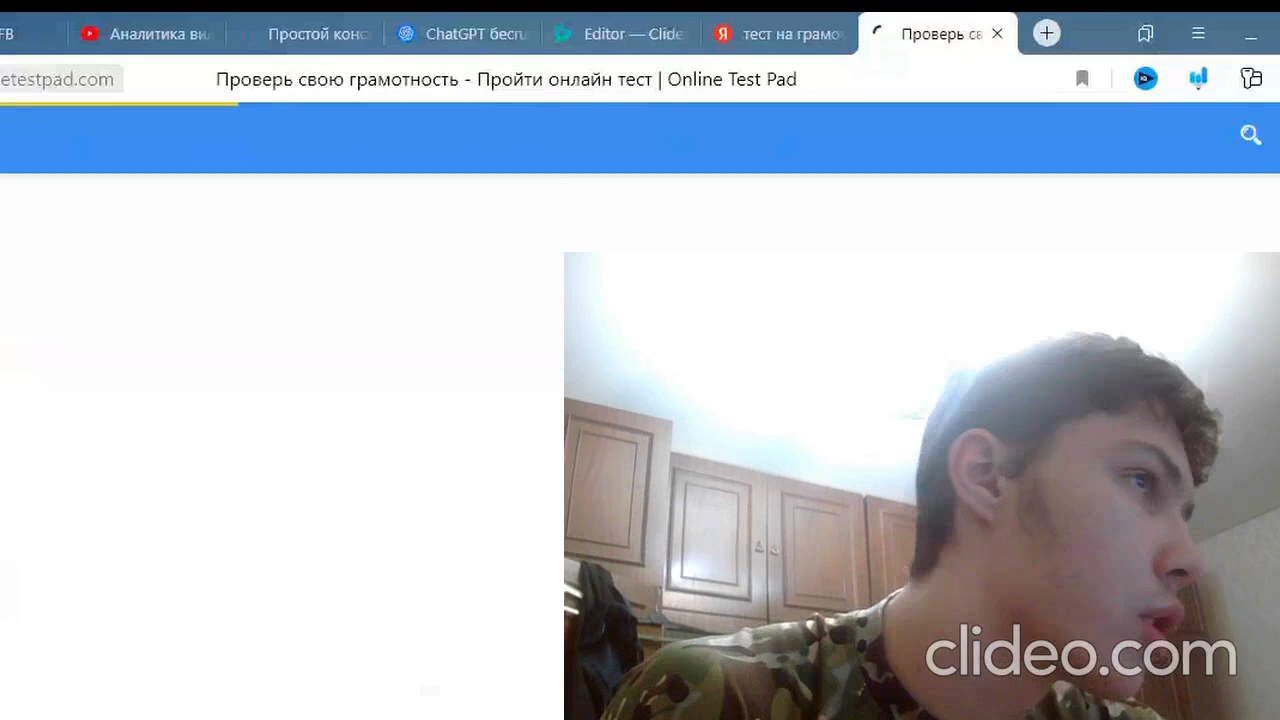 FB
Аналитика ви
Простой конс
ChatGPT беспл
Editor — Clide
тест на грамо
Проверь св
etestpad.com
Проверь свою грамотность - Пройти онлайн тест | Online Test Pad
clideo.com